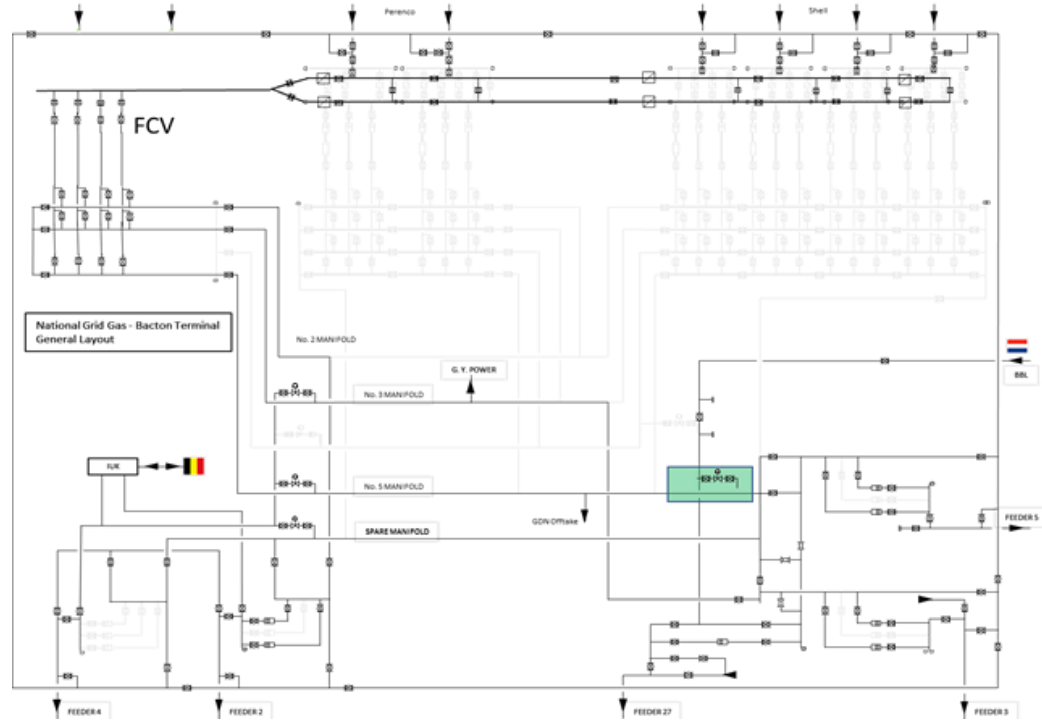 Perenco
Shell
FCV
National Grid Gas - Bacton Terminal
General Layout
No. 2 MANIFOLD
G. Y. POWER
No. 3 MANIFOLD
BBL
IUK
No. 5 MANIFOLD
GDN Offtake
SPARE MANIFOLD
FEEDER 5
FEEDER 4
FEEDER 2
FEEDER 27
FEEDER 3